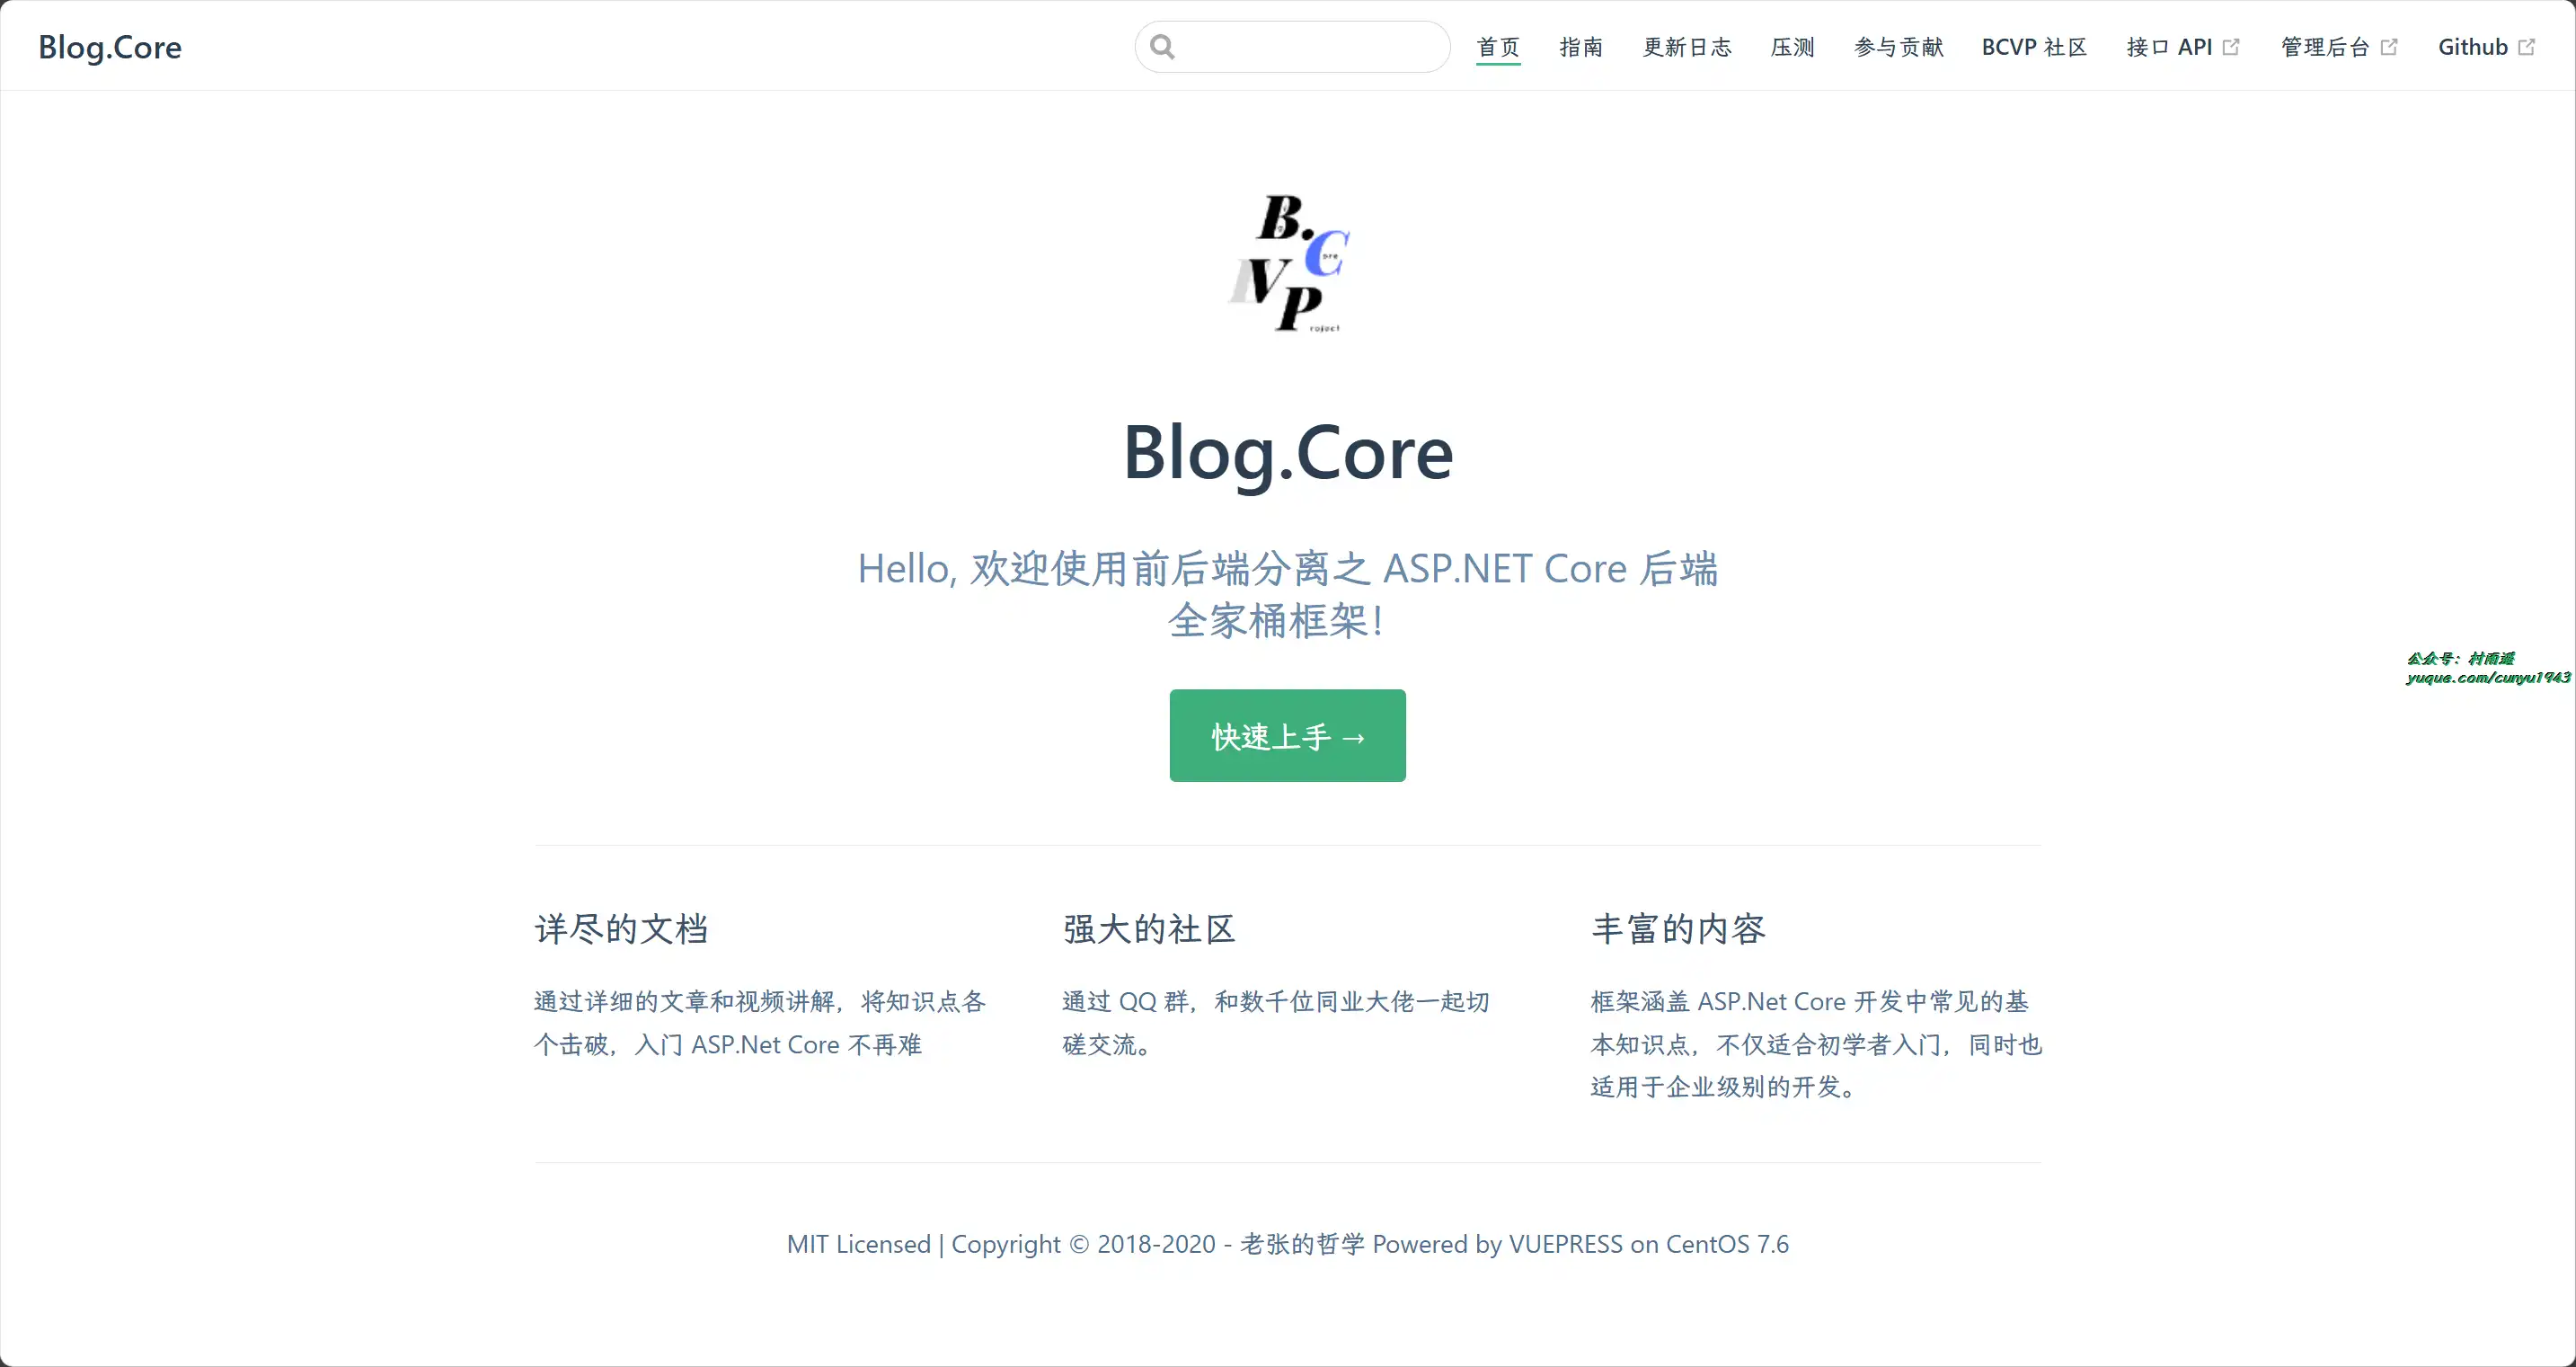 Blog.Core
首页 指南 更新日志 压测 参与贡献 BCVP 社区 接口 API 管理后台 Github
B.
Core
NV
Project
Blog.Core
Hello, 欢迎使用前后端分离之 ASP.NET Core 后端
全家桶框架！
公众号：村雨遥
yuque.com/cunyu1943
快速上手 →
详尽的文档
通过详细的文章和视频讲解，将知识点各
个击破，入门 ASP.Net Core 不再难
强大的社区
通过 QQ 群，和数千位同业大佬一起切
磋交流。
丰富的内容
框架涵盖 ASP.Net Core 开发中常见的基
本知识点，不仅适合初学者入门，同时也
适用于企业级别的开发。
MIT Licensed | Copyright © 2018-2020 - 老张的哲学 Powered by VUEPRESS on CentOS 7.6